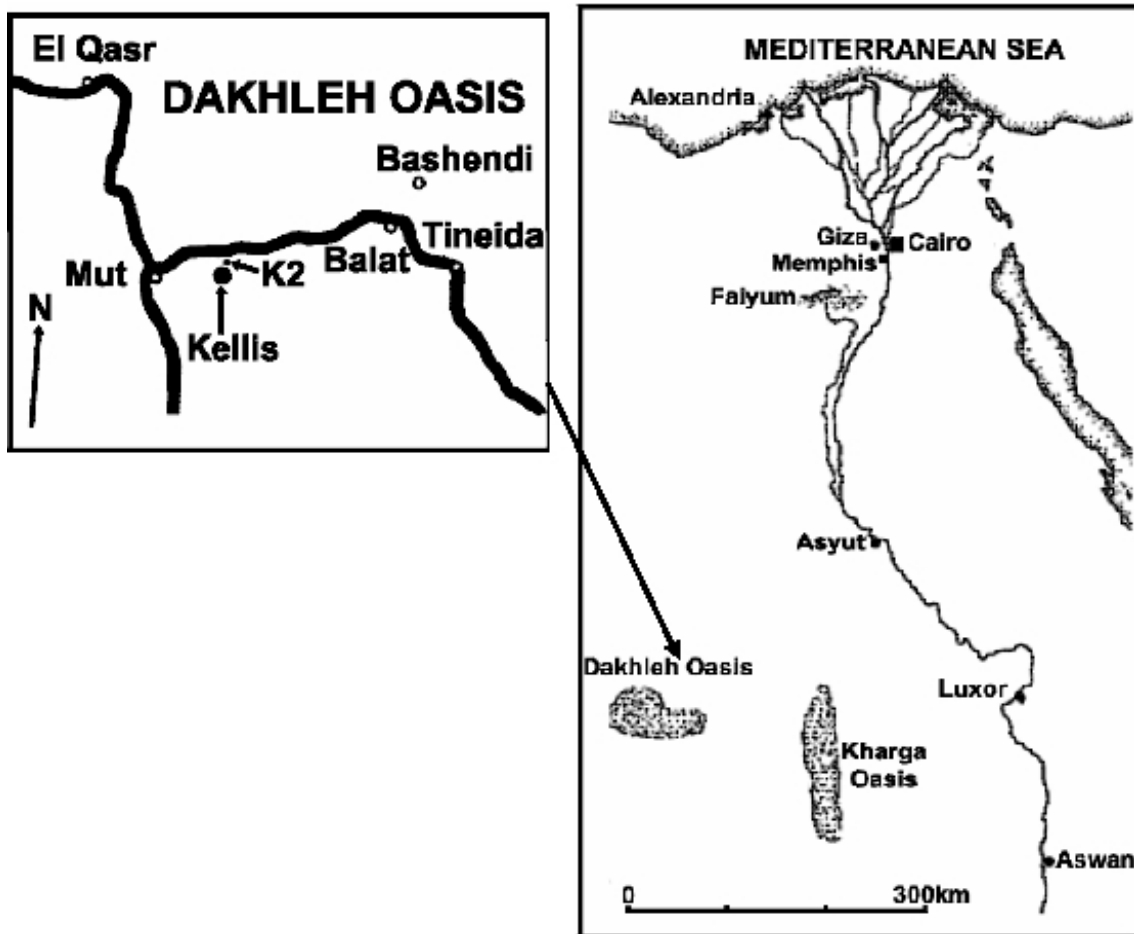 El Qasr
DAKHLEH OASIS
Bashendi
Tineida
Balat
Mut
K2
N
Kellis
MEDITERRANEAN SEA
Alexandria
Giza
Cairo
Memphis
Faiyum
Asyut
Dakhleh Oasis
Luxor
Kharga
Oasis
Aswan
0
300km